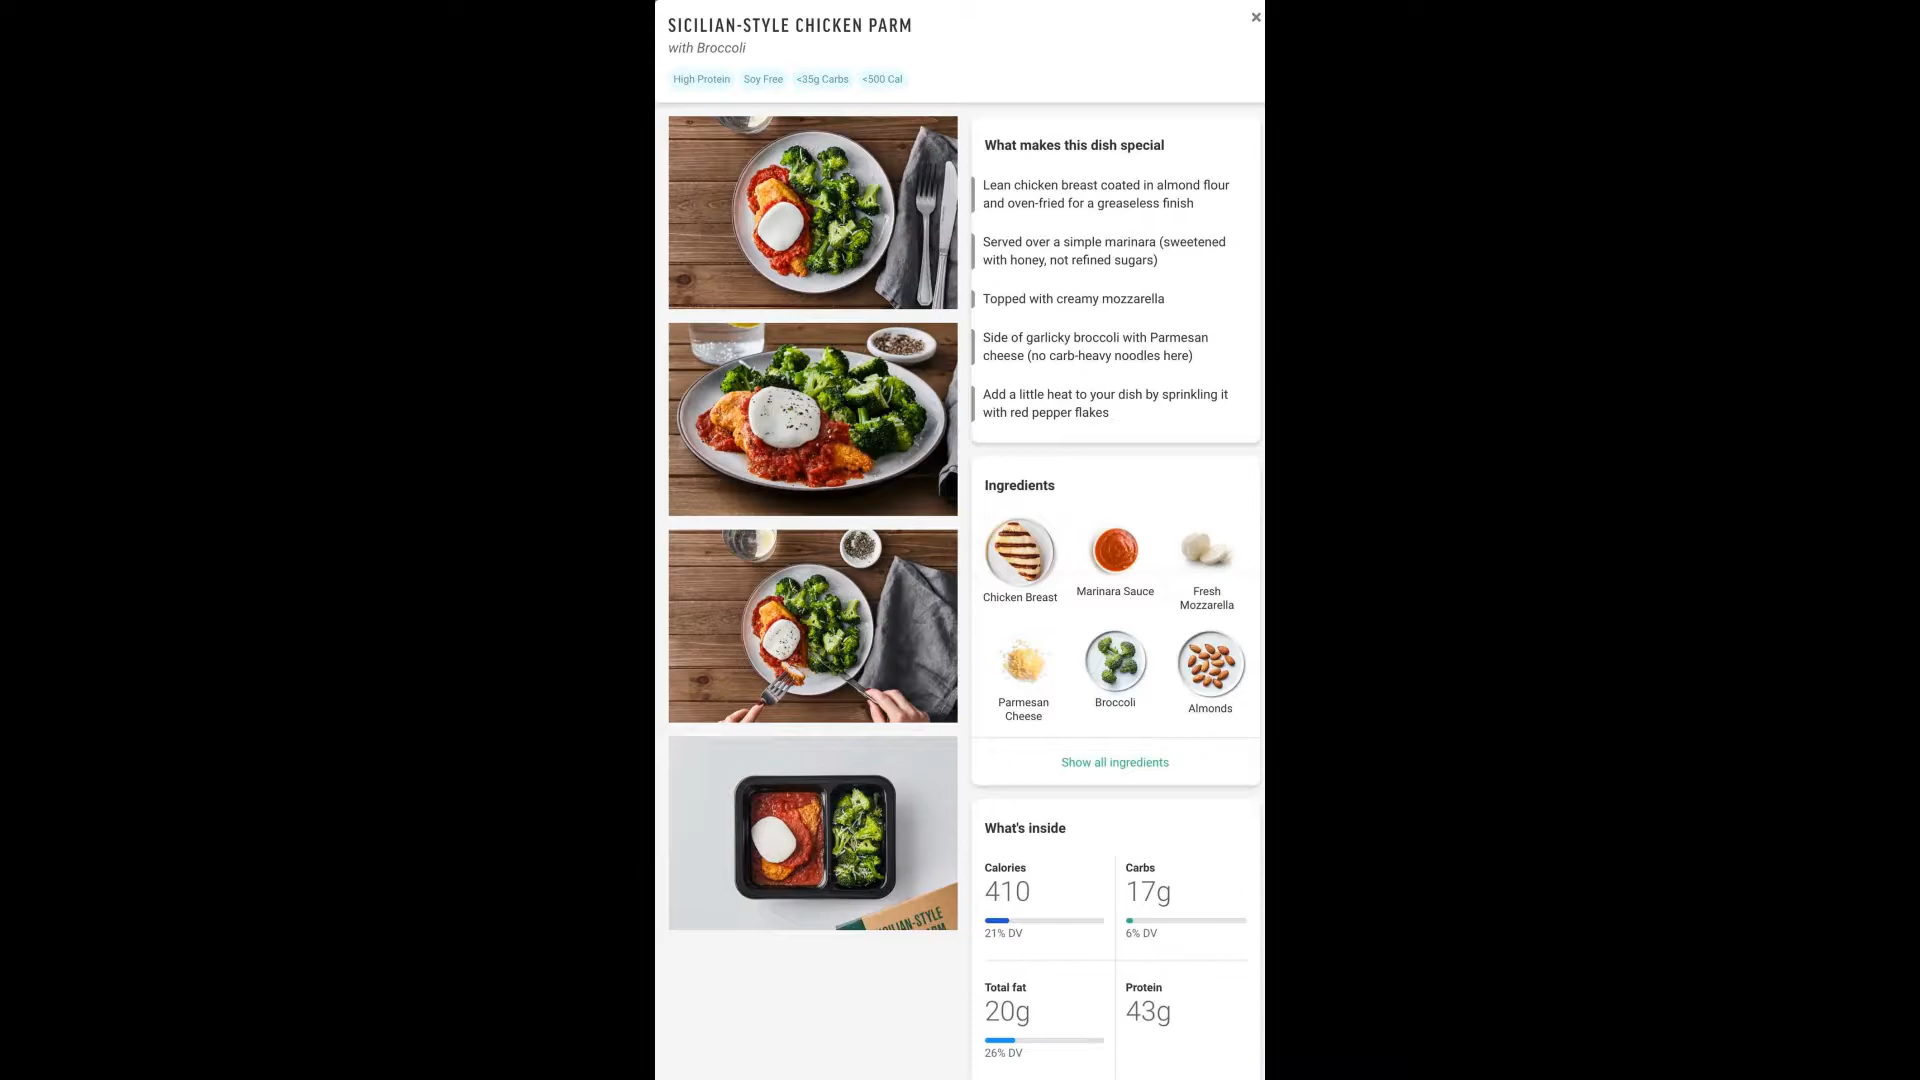 SICILIAN-STYLE CHICKEN PARM
with Broccoli
High Protein Soy Free <35g Carbs <500 Cal
What makes this dish special
Lean chicken breast coated in almond flour
and oven-fried for a greaseless finish
Served over a simple marinara (sweetened
with honey, not refined sugars)
Topped with creamy mozzarella
Side of garlicky broccoli with Parmesan
cheese (no carb-heavy noodles here)
Add a little heat to your dish by sprinkling it
with red pepper flakes
Ingredients
Chicken Breast
Marinara Sauce
Fresh
Mozzarella
Parmesan
Cheese
Broccoli
Almonds
Show all ingredients
What's inside
Calories
410
21% DV
Carbs
17g
6% DV
Total fat
20g
26% DV
Protein
43g